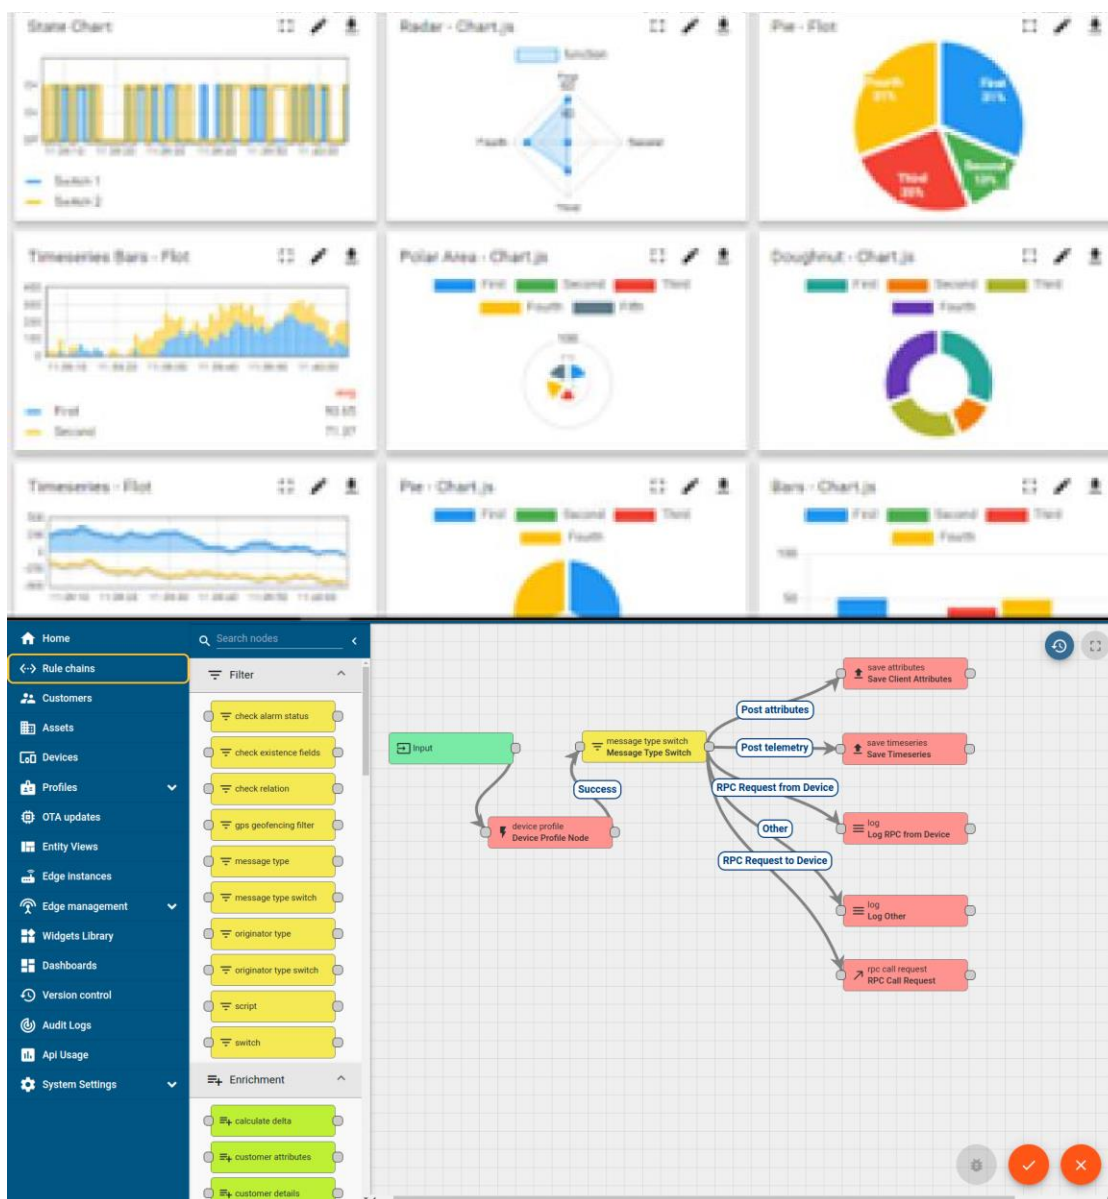 State Chart
Radar - Chart.js
Pie - Flot
Switch 1
Switch 2
function
Fourth
Second
Third
Fourth
First
31%
Second
Third
Timeseries Bars - Flot
Polar Area - Chart.js
Doughnut - Chart.js
First Second Third
Fourth Fifth
100
First Second Third
Fourth
avg
First
Second
Timeseries - Flot
Pie - Chart.js
Bars - Chart.js
First Second Third
Fourth
First Second Third
Fourth
100
50
Home
Rule chains
Customers
Assets
Devices
Profiles
OTA updates
Entity Views
Edge instances
Edge management
Widgets Library
Dashboards
Version control
Audit Logs
Api Usage
System Settings
Search nodes
Filter
check alarm status
check existence fields
check relation
gps geofencing filter
message type
message type switch
originator type
originator type switch
script
switch
Enrichment
calculate delta
customer attributes
customer details
Input
device profile
Device Profile Node
Success
message type switch
Message Type Switch
Post attributes
Post telemetry
RPC Request from Device
Other
RPC Request to Device
save attributes
Save Client Attributes
save timeseries
Save Timeseries
log
Log RPC from Device
log
Log Other
rpc call request
RPC Call Request